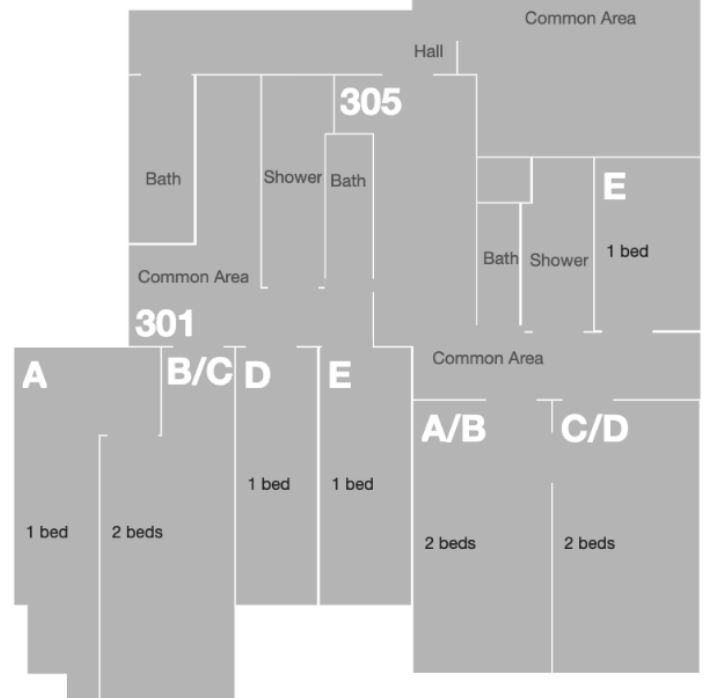 Common Area
Hall
305
Bath
Shower
Bath
E
1 bed
Bath
Shower
Common Area
301
Common Area
A
B/C
D
E
A/B
C/D
1 bed
2 beds
1 bed
1 bed
2 beds
2 beds